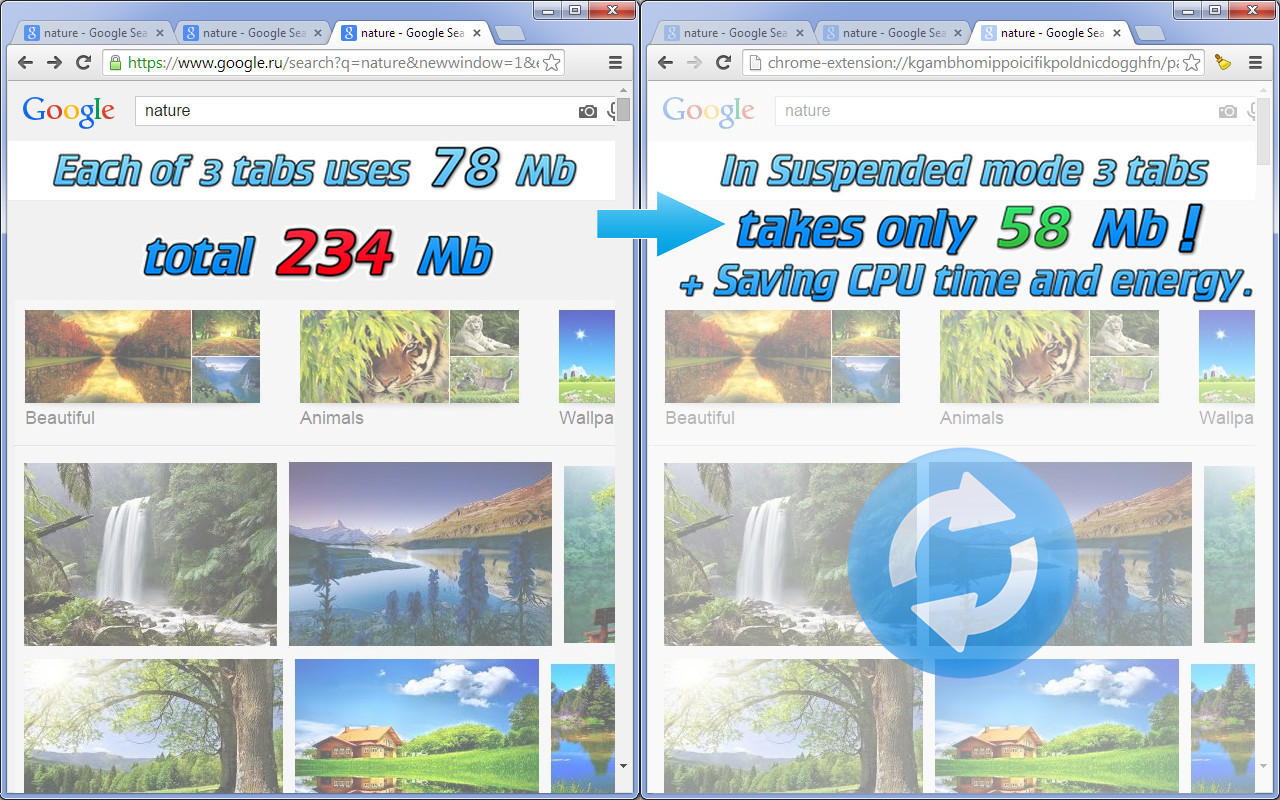 nature - Google Sea
nature - Google Sea
nature - Google Sea
https://www.google.ru/search?q=nature&newwindow=1&e
Google
nature
Each of 3 tabs uses 78 Mb
total 234 Mb
Beautiful
Animals
Wallpa
nature - Google Sea
nature - Google Sea
nature - Google Sea
chrome-extension://kgambhomippoicifikpoldnicdogghfn/pa
Google
nature
In Suspended mode 3 tabs
takes only 58 Mb!
+ Saving CPU time and energy.
Beautiful
Animals
Wallpa